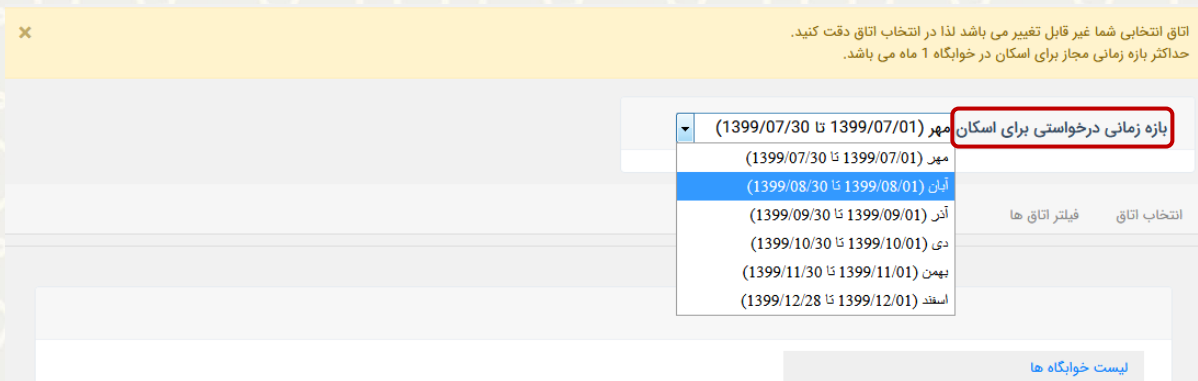 اتاق انتخابی شما غیر قابل تغییر می باشد لذا در انتخاب اتاق دقت کنید.
حداکثر بازه زمانی مجاز برای اسکان در خوابگاه 1 ماه می باشد.
×
بازه زمانی درخواستی برای اسکان مهر (1399/07/01 تا 1399/07/30)
مهر (1399/07/01 تا 1399/07/30)
آبان (1399/08/01 تا 1399/08/30)
آذر (1399/09/01 تا 1399/09/30)
دی (1399/10/01 تا 1399/10/30)
بهمن (1399/11/01 تا 1399/11/30)
اسفند (1399/12/01 تا 1399/12/28)
انتخاب اتاق فیلتر اتاق ها
لیست خوابگاه ها